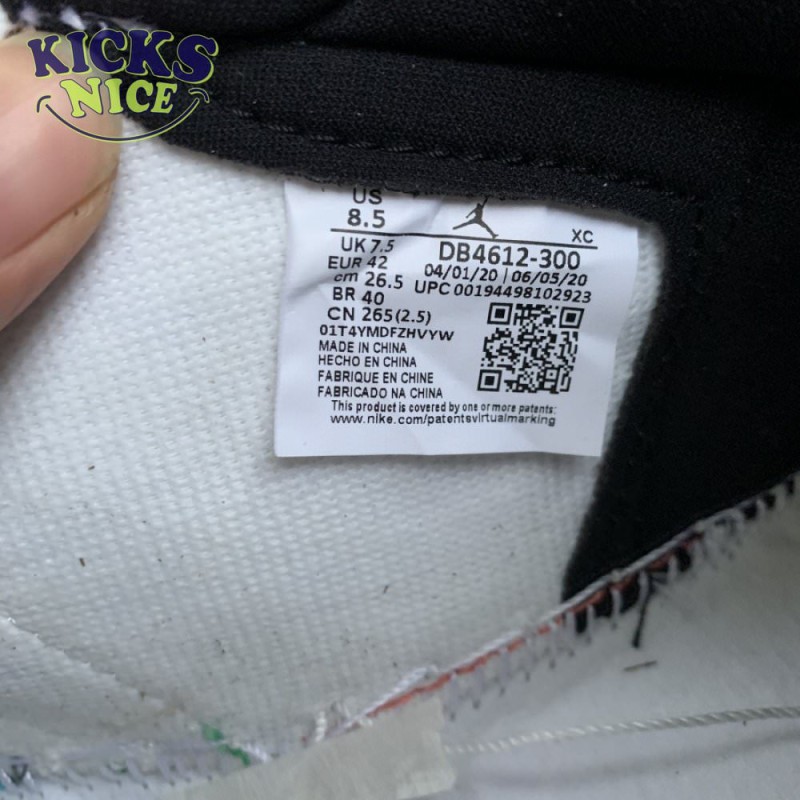 KICKS
NICE
US
8.5
XC
UK 7.5
DB4612-300
EUR 42
04/01/20 | 06/05/20
cm 26.5
UPC 00194498102923
BR 40
CN 265(2.5)
01T4YMDFZHVYW
MADE IN CHINA
HECHO EN CHINA
FABRIQUE EN CHINE
FABRICADO NA CHINA
This product is covered by one or more patents:
www.nike.com/patentsvirtualmarking